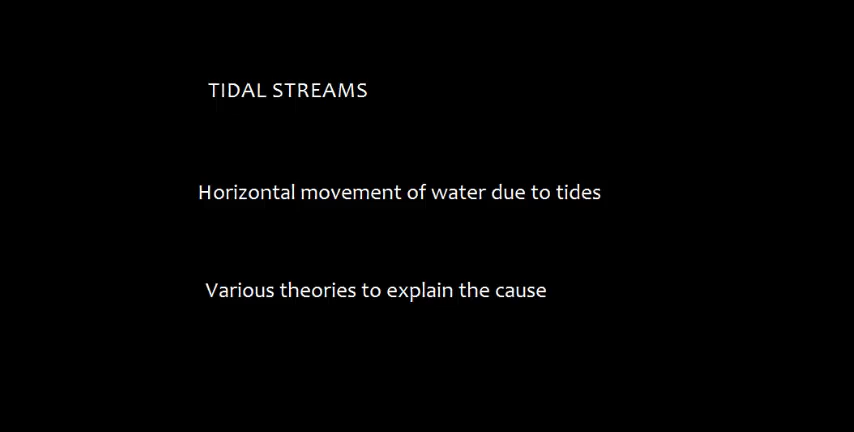 TIDAL STREAMS
Horizontal movement of water due to tides
Various theories to explain the cause